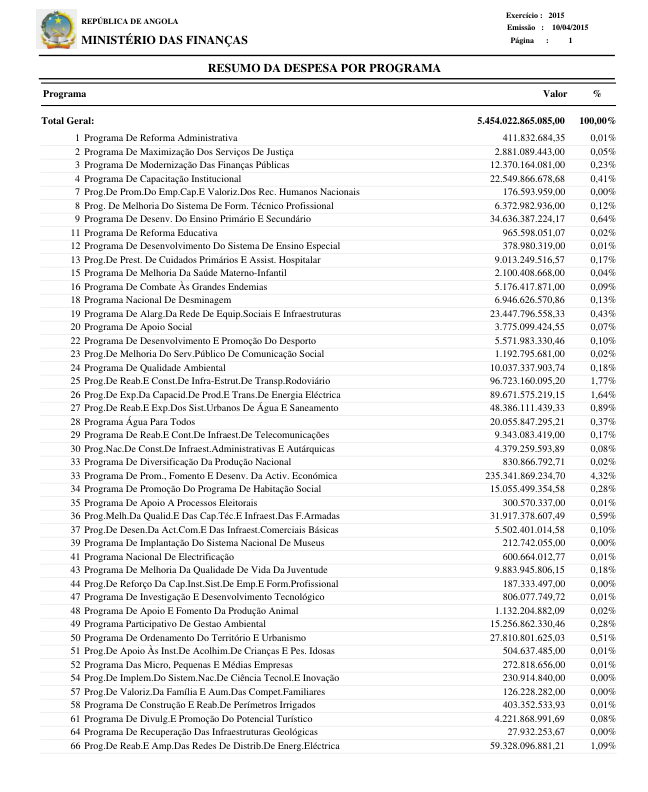 REPÚBLICA DE ANGOLA
MINISTÉRIO DAS FINANÇAS
Exercício : 2015
Emissão : 10/04/2015
Página : 1
RESUMO DA DESPESA POR PROGRAMA
Programa Valor %
Total Geral: 5.454.022.865.085,00 100,00%
1 Programa De Reforma Administrativa 411.832.684,35 0,01%
2 Programa De Maximização Dos Serviços De Justiça 2.881.089.443,00 0,05%
3 Programa De Modernização Das Finanças Públicas 12.370.164.081,00 0,23%
4 Programa De Capacitação Institucional 22.549.866.678,68 0,41%
7 Prog.De Prom.Do Emp.Cap.E Valoriz.Dos Rec. Humanos Nacionais 176.593.959,00 0,00%
8 Prog. De Melhoria Do Sistema De Form. Técnico Profissional 6.372.982.936,00 0,12%
9 Programa De Desenv. Do Ensino Primário E Secundário 34.636.387.224,17 0,64%
11 Programa De Reforma Educativa 965.598.051,07 0,02%
12 Programa De Desenvolvimento Do Sistema De Ensino Especial 378.980.319,00 0,01%
13 Prog.De Prest. De Cuidados Primários E Assist. Hospitalar 9.013.249.516,57 0,17%
15 Programa De Melhoria Da Saúde Materno-Infantil 2.100.408.668,00 0,04%
16 Programa De Combate Às Grandes Endemias 5.176.417.871,00 0,09%
18 Programa Nacional De Desminagem 6.946.626.570,86 0,13%
19 Programa De Alarg.Da Rede De Equip.Sociais E Infraestruturas 23.447.796.558,33 0,43%
20 Programa De Apoio Social 3.775.099.424,55 0,07%
22 Programa De Desenvolvimento E Promoção Do Desporto 5.571.983.330,46 0,10%
23 Prog.De Melhoria Do Serv.Público De Comunicação Social 1.192.795.681,00 0,02%
24 Programa De Qualidade Ambiental 10.037.337.903,74 0,18%
25 Prog.De Reab.E Const.De Infra-Estrut.De Transp.Rodoviário 96.723.160.095,20 1,77%
26 Prog.De Exp.Da Capacid.De Prod.E Trans.De Energia Eléctrica 89.671.575.219,15 1,64%
27 Prog.De Reab.E Exp.Dos Sist.Urbanos De Água E Saneamento 48.386.111.439,33 0,89%
28 Programa Água Para Todos 20.055.847.295,21 0,37%
29 Programa De Reab.E Cont.De Infraest.De Telecomunicações 9.343.083.419,00 0,17%
30 Prog.Nac.De Const.De Infraest.Administrativas E Autárquicas 4.379.259.593,89 0,08%
33 Programa De Diversificação Da Produção Nacional 830.866.792,71 0,02%
33 Programa De Prom., Fomento E Desenv. Da Activ. Económica 235.341.869.234,70 4,32%
34 Programa De Promoção Do Programa De Habitação Social 15.055.499.354,58 0,28%
35 Programa De Apoio A Processos Eleitorais 300.570.337,00 0,01%
36 Prog.Melh.Da Qualid.E Das Cap.Téc.E Infraest.Das F.Armadas 31.917.378.607,49 0,59%
37 Prog.De Desen.Da Act.Com.E Das Infraest.Comerciais Básicas 5.502.401.014,58 0,10%
39 Programa De Implantação Do Sistema Nacional De Museus 212.742.055,00 0,00%
41 Programa Nacional De Electrificação 600.664.012,77 0,01%
43 Programa De Melhoria Da Qualidade De Vida Da Juventude 9.883.945.806,15 0,18%
44 Prog.De Reforço Da Cap.Inst.Sist.De Emp.E Form.Profissional 187.333.497,00 0,00%
47 Programa De Investigação E Desenvolvimento Tecnológico 806.077.749,72 0,01%
48 Programa De Apoio E Fomento Da Produção Animal 1.132.204.882,09 0,02%
49 Programa Participativo De Gestao Ambiental 15.256.862.330,46 0,28%
50 Programa De Ordenamento Do Território E Urbanismo 27.810.801.625,03 0,51%
51 Prog.De Apoio Às Inst.De Acolhim.De Crianças E Pes. Idosas 504.637.485,00 0,01%
52 Programa Das Micro, Pequenas E Médias Empresas 272.818.656,00 0,01%
54 Prog.De Implem.Do Sistem.Nac.De Ciência Tecnol.E Inovação 230.914.840,00 0,00%
57 Prog.De Valoriz.Da Família E Aum.Das Compet.Familiares 126.228.282,00 0,00%
58 Programa De Construção E Reab.De Perímetros Irrigados 403.352.533,93 0,01%
61 Programa De Divulg.E Promoção Do Potencial Turístico 4.221.868.991,69 0,08%
64 Programa De Recuperação Das Infraestruturas Geológicas 27.932.253,67 0,00%
66 Prog.De Reab.E Amp.Das Redes De Distrib.De Energ.Eléctrica 59.328.096.881,21 1,09%